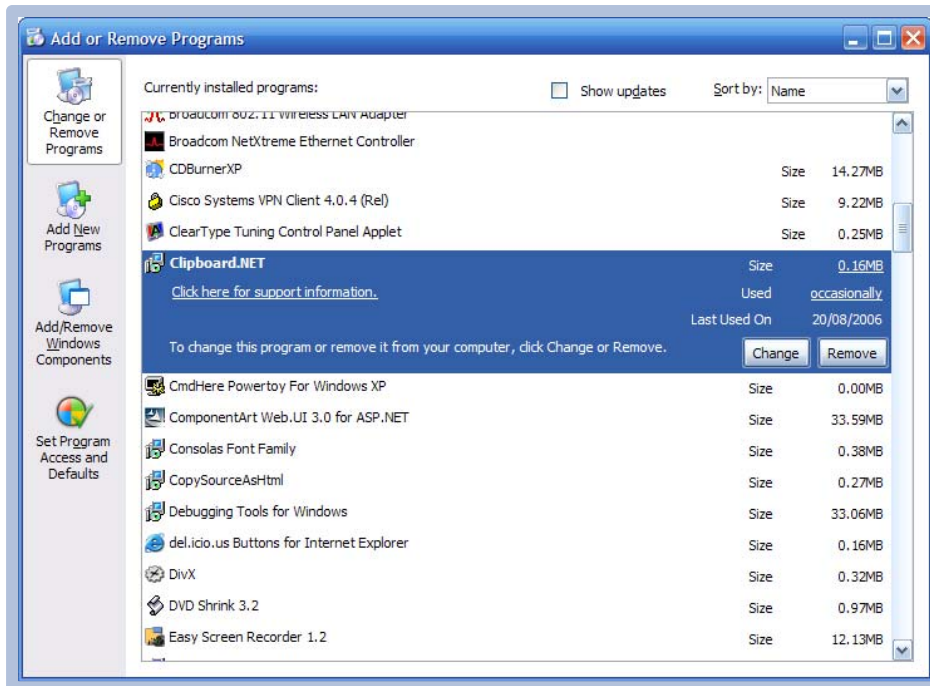 Add or Remove Programs
Change or
Remove
Programs
Add New
Programs
Add/Remove
Windows
Components
Set Program
Access and
Defaults
Currently installed programs:
Show updates
Sort by: Name
Broadcom 802.11 Wireless LAN Adapter
Broadcom NetXtreme Ethernet Controller
CDBurnerXP Size 14.27MB
Cisco Systems VPN Client 4.0.4 (Rel) Size 9.22MB
ClearType Tuning Control Panel Applet Size 0.25MB
Clipboard.NET Size 0.16MB
Click here for support information. Used occasionally
Last Used On 20/08/2006
To change this program or remove it from your computer, click Change or Remove. Change Remove
CmdHere Powertoy For Windows XP Size 0.00MB
ComponentArt Web.UI 3.0 for ASP.NET Size 33.59MB
Consolas Font Family Size 0.38MB
CopySourceAsHtml Size 0.27MB
Debugging Tools for Windows Size 33.06MB
del.icio.us Buttons for Internet Explorer Size 0.16MB
DivX Size 0.32MB
DVD Shrink 3.2 Size 0.97MB
Easy Screen Recorder 1.2 Size 12.13MB